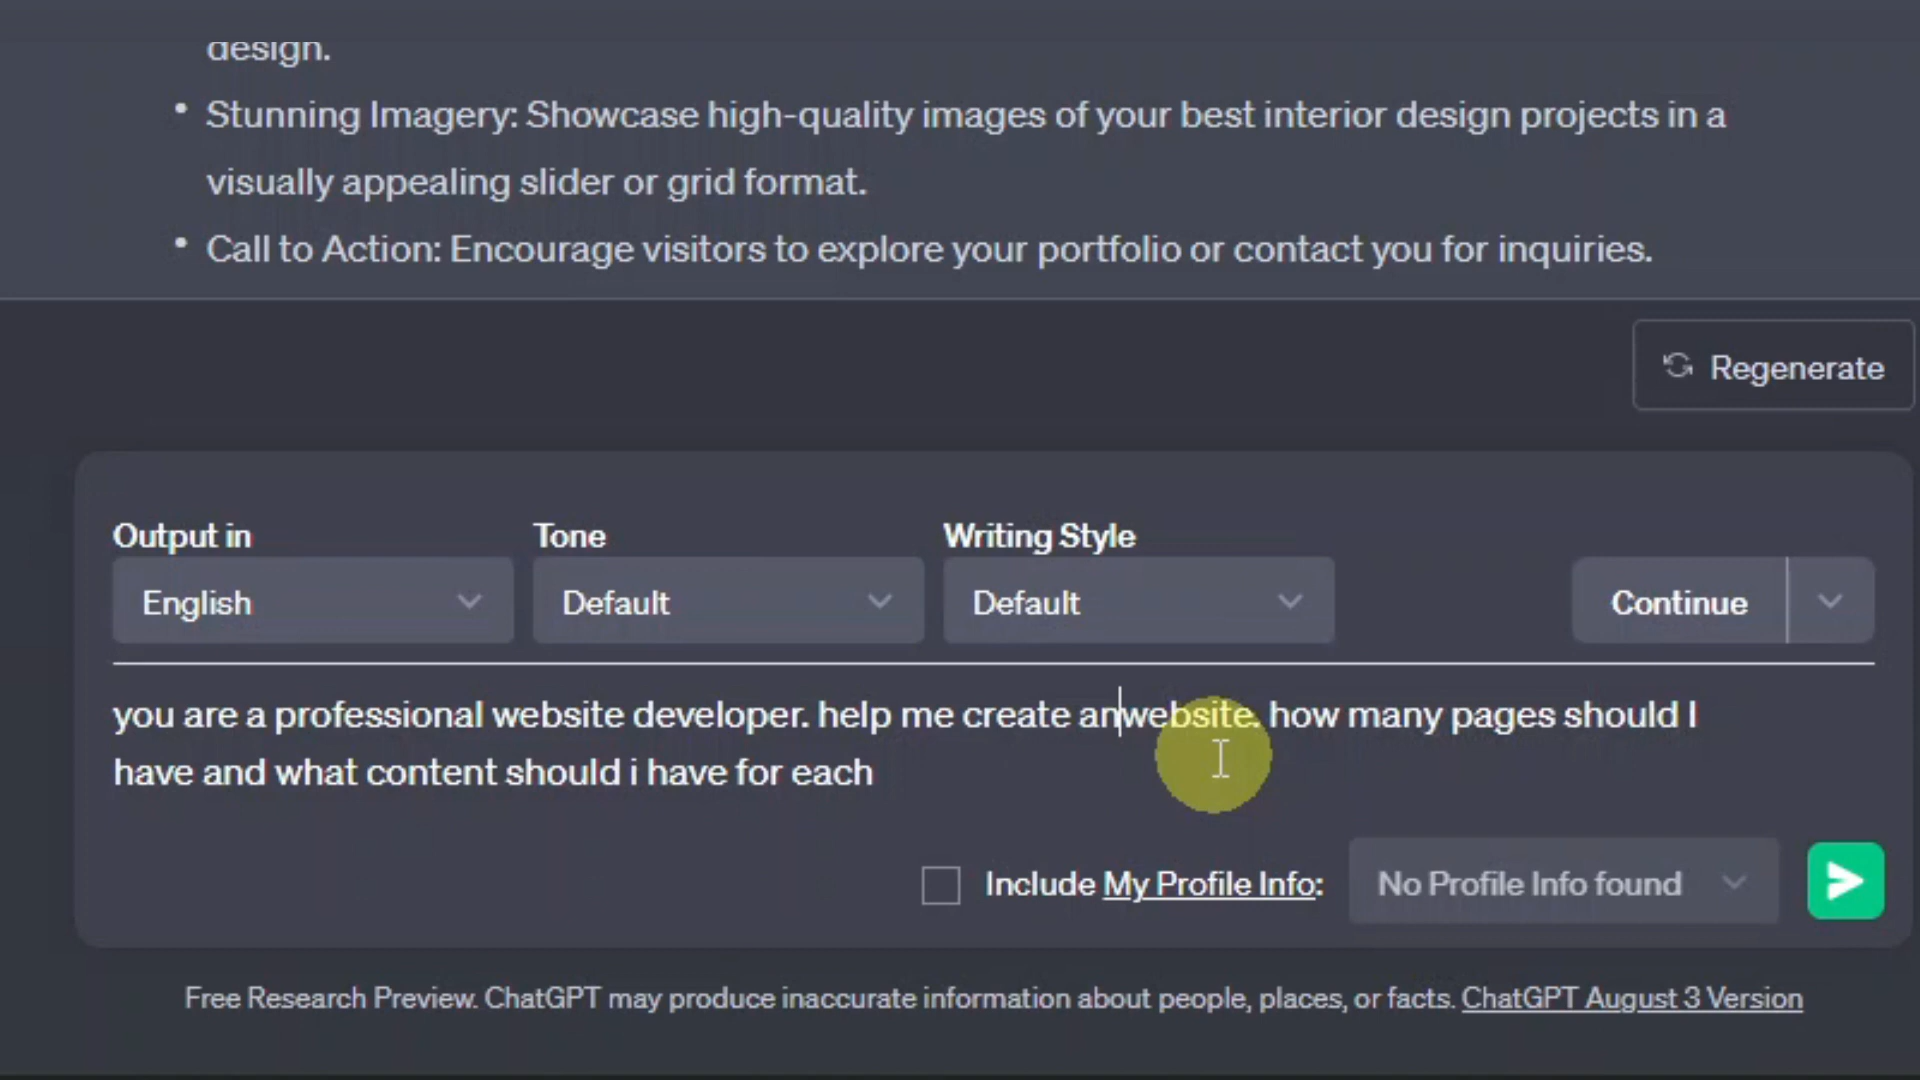 design.
• Stunning Imagery: Showcase high-quality images of your best interior design projects in a
visually appealing slider or grid format.
• Call to Action: Encourage visitors to explore your portfolio or contact you for inquiries.
Regenerate
Output in
Tone
Writing Style
English
Default
Default
Continue
you are a professional website developer. help me create anwebsite. how many pages should I
have and what content should i have for each
Include My Profile Info:
No Profile Info found
Free Research Preview. ChatGPT may produce inaccurate information about people, places, or facts. ChatGPT August 3 Version